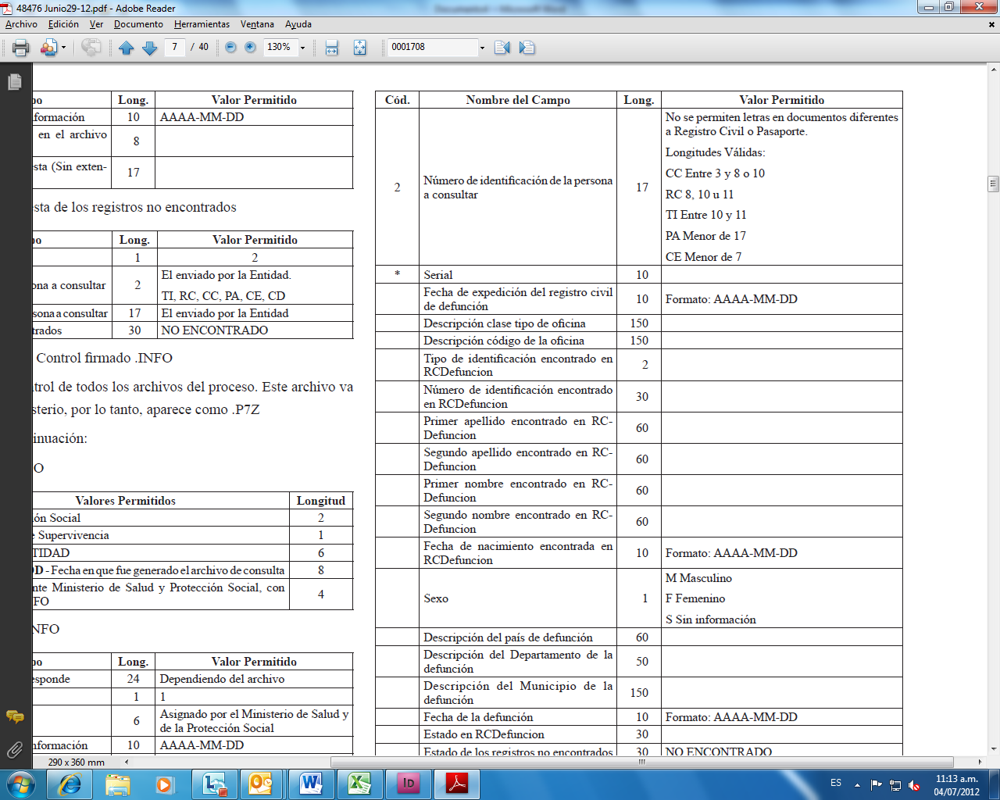 48476 Junio29-12.pdf - Adobe Reader
Archivo Edición Ver Documento Herramientas Ventana Ayuda
7 / 40 130% 0001708
po Long. Valor Permitido
formación 10 AAAA-MM-DD
en el archivo 8
esta (Sin exten- 17
esta de los registros no encontrados
po Long. Valor Permitido
1 2
ona a consultar 2 El enviado por la Entidad.
TI, RC, CC, PA, CE, CD
sona a consultar 17 El enviado por la Entidad
trados 30 NO ENCONTRADO
Control firmado .INFO
ntrol de todos los archivos del proceso. Este archivo va
isterio, por lo tanto, aparece como .P7Z
inuación:
O
Valores Permitidos Longitud
ón Social 2
e Supervivencia 1
TIDAD 6
DD - Fecha en que fue generado el archivo de consulta 8
nte Ministerio de Salud y Protección Social, con
FO 4
NFO
po Long. Valor Permitido
esponde 24 Dependiendo del archivo
1 1
6 Asignado por el Ministerio de Salud y
de la Protección Social
nformación 10 AAAA-MM-DD
Cód. Nombre del Campo Long. Valor Permitido
2 Número de identificación de la persona
a consultar 17
No se permiten letras en documentos diferentes
a Registro Civil o Pasaporte.
Longitudes Válidas:
CC Entre 3 y 8 o 10
RC 8, 10 u 11
TI Entre 10 y 11
PA Menor de 17
CE Menor de 7
* Serial 10
Fecha de expedición del registro civil
de defunción 10 Formato: AAAA-MM-DD
Descripción clase tipo de oficina 150
Descripción código de la oficina 150
Tipo de identificación encontrado en
RCDefuncion 2
Número de identificación encontrado
en RCDefuncion 30
Primer apellido encontrado en RC-
Defuncion 60
Segundo apellido encontrado en RC-
Defuncion 60
Primer nombre encontrado en RC-
Defuncion 60
Segundo nombre encontrado en RC-
Defuncion 60
Fecha de nacimiento encontrada en
RCDefuncion 10 Formato: AAAA-MM-DD
Sexo 1
M Masculino
F Femenino
S Sin información
Descripción del país de defunción 60
Descripción del Departamento de la
defunción 50
Descripción del Municipio de la
defunción 150
Fecha de la defunción 10 Formato: AAAA-MM-DD
Estado en RCDefuncion 30
Estado de los registros no encontrados 30 NO ENCONTRADO
290 x 360 mm
ES
11:13 a.m.
04/07/2012